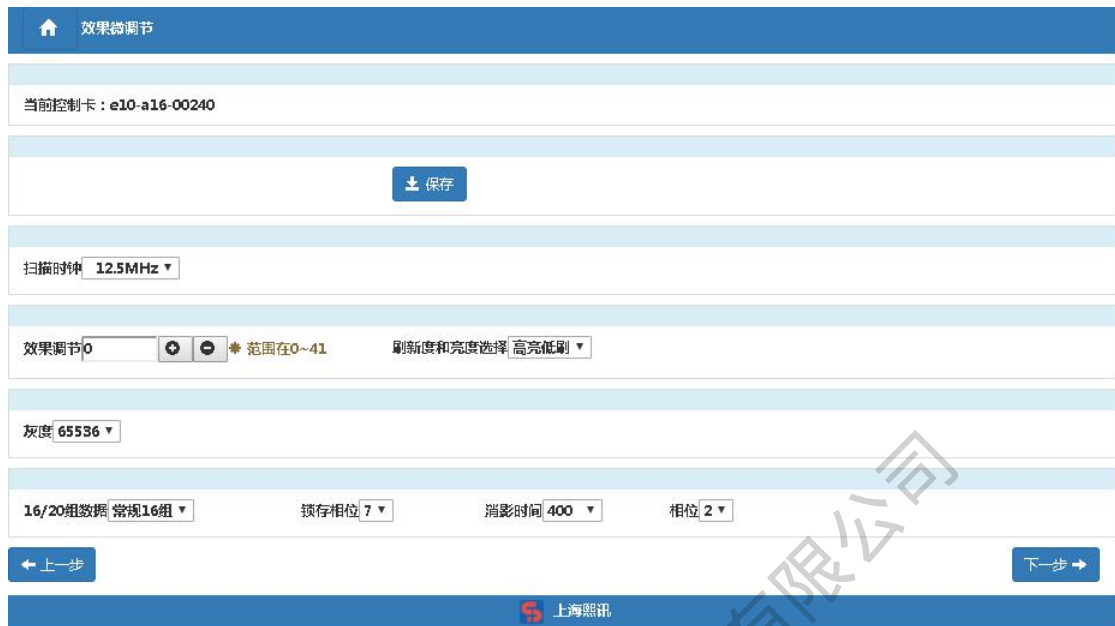 效果微调节
当前控制卡：e10-a16-00240
保存
扫描时钟 12.5MHz
效果调节 0 范围在0~41 刷新度和亮度选择 高亮低刷
灰度 65536
16/20组数据 常规16组 锁存相位 7 消影时间 400 相位 2
上一步 下一步
上海熙讯
有限公司